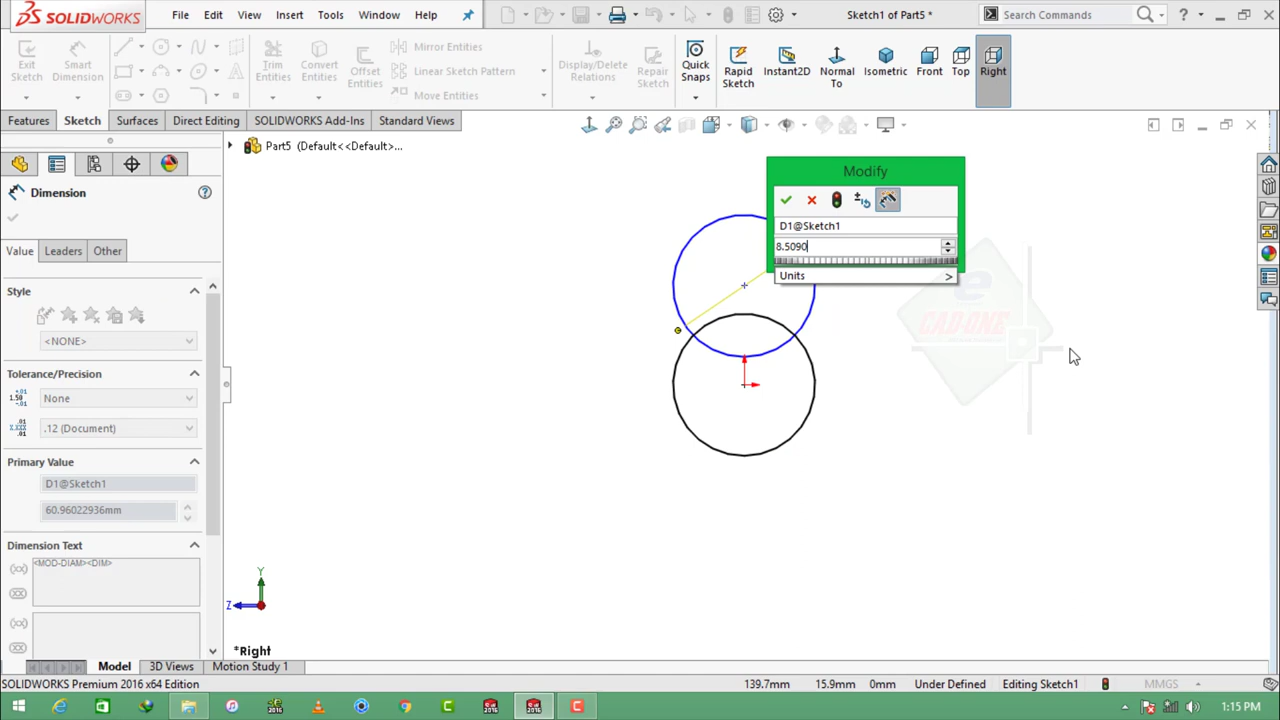 SOLIDWORKS File Edit View Insert Tools Window Help Sketch1 of Part5 * Search Commands ?
Exit Sketch
Smart Dimension
Trim Entities
Convert Entities
Offset Entities
Mirror Entities
Linear Sketch Pattern
Move Entities
Display/Delete Relations
Repair Sketch
Quick Snaps
Rapid Sketch
Instant2D
Normal To
Isometric
Front
Top
Right
Features Sketch Surfaces Direct Editing SOLIDWORKS Add-Ins Standard Views
Part5 (Default<<Default>...
Dimension
Value Leaders Other
Style
<NONE>
Tolerance/Precision
None
.12 (Document)
Primary Value
D1@Sketch1
60.96022936mm
Dimension Text
<MOD-DIAM><DIM>
Modify
D1@Sketch1
8.5090
Units >
e
CAD-ONE
Y
Z
*Right
Model 3D Views Motion Study 1
SOLIDWORKS Premium 2016 x64 Edition 139.7mm 15.9mm 0mm Under Defined Editing Sketch1 MMGS
1:15 PM